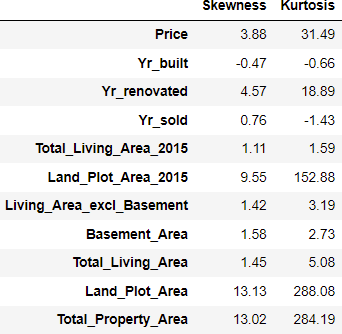 Skewness Kurtosis
Price 3.88 31.49
Yr_built -0.47 -0.66
Yr_renovated 4.57 18.89
Yr_sold 0.76 -1.43
Total_Living_Area_2015 1.11 1.59
Land_Plot_Area_2015 9.55 152.88
Living_Area_excl_Basement 1.42 3.19
Basement_Area 1.58 2.73
Total_Living_Area 1.45 5.08
Land_Plot_Area 13.13 288.08
Total_Property_Area 13.02 284.19